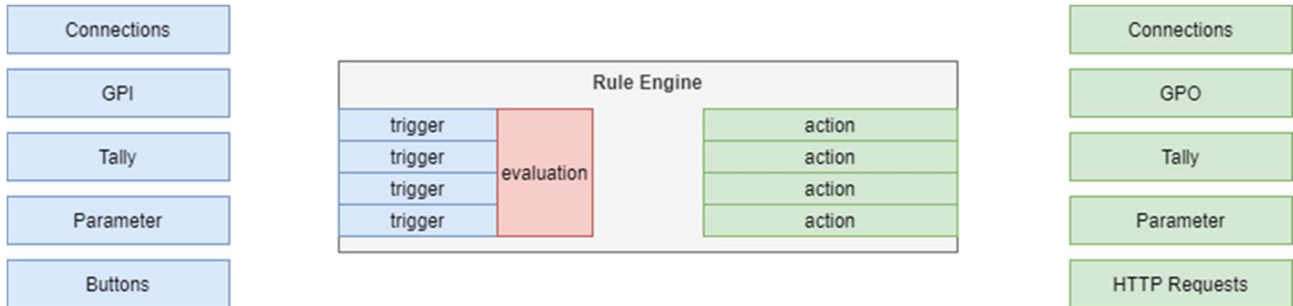 Connections
GPI
Tally
Parameter
Buttons
Rule Engine
trigger
trigger
trigger
trigger
evaluation
action
action
action
action
Connections
GPO
Tally
Parameter
HTTP Requests